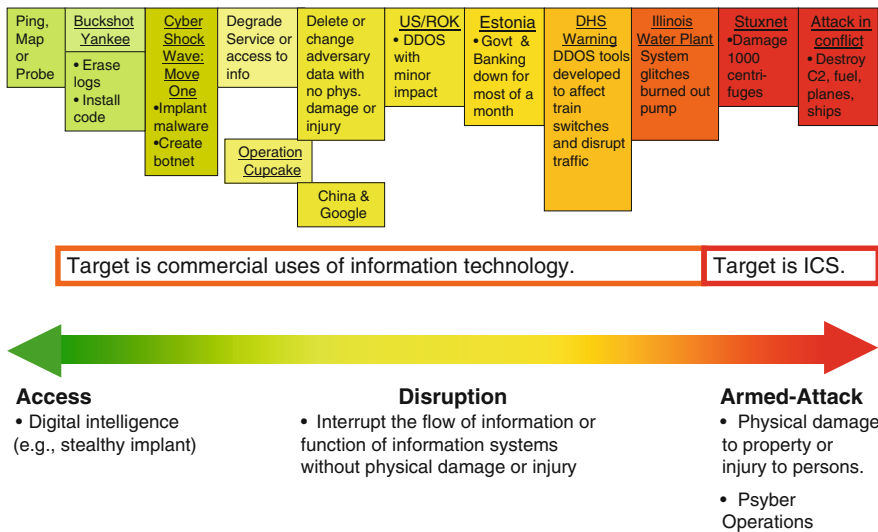 Ping,
Map
or
Probe
Buckshot
Yankee
• Erase
logs
• Install
code
Cyber
Shock
Wave:
Move
One
•Implant
malware
•Create
botnet
Degrade
Service or
access to
info
Operation
Cupcake
Delete or
change
adversary
data with
no phys.
damage or
injury
China &
Google
US/ROK
• DDOS
with
minor
impact
Estonia
• Govt &
Banking
down for
most of a
month
DHS
Warning
DDOS tools
developed
to affect
train
switches
and disrupt
traffic
Illinois
Water Plant
System
glitches
burned out
pump
Stuxnet
•Damage
1000
centri-
fuges
Attack in
conflict
• Destroy
C2, fuel,
planes,
ships
Target is commercial uses of information technology.
Target is ICS.
Access
• Digital intelligence
(e.g., stealthy implant)
Disruption
• Interrupt the flow of information or
function of information systems
without physical damage or injury
Armed-Attack
• Physical damage
to property or
injury to persons.
• Psyber
Operations